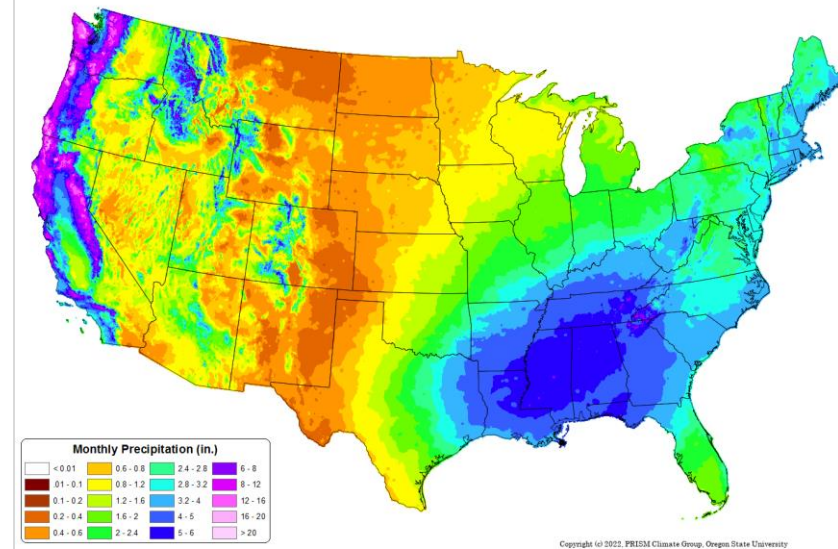 Monthly Precipitation (in.)
< 0.01
.01 - 0.1
0.1 - 0.2
0.2 - 0.4
0.4 - 0.6
0.6 - 0.8
0.8 - 1.2
1.2 - 1.6
1.6 - 2
2 - 2.4
2.4 - 2.8
2.8 - 3.2
3.2 - 4
4 - 5
5 - 6
6 - 8
8 - 12
12 - 16
16 - 20
> 20
Copyright (c) 2022, PRISM Climate Group, Oregon State University